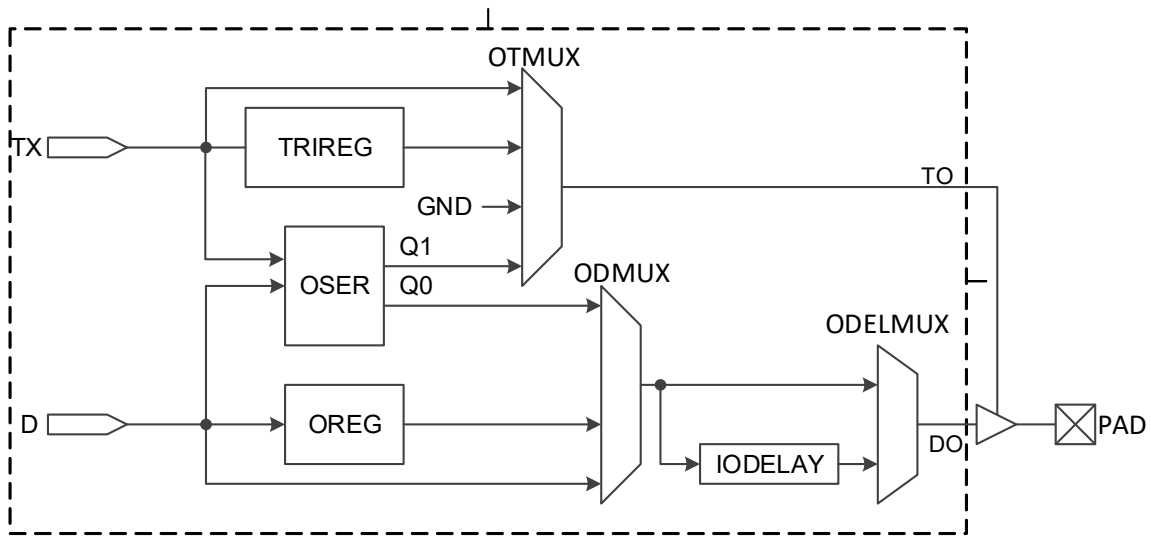 OTMUX
TX
TRIREG
TO
GND
Q1
OSER
Q0
ODMUX
ODELMUX
D
OREG
PAD
DO
IODELAY